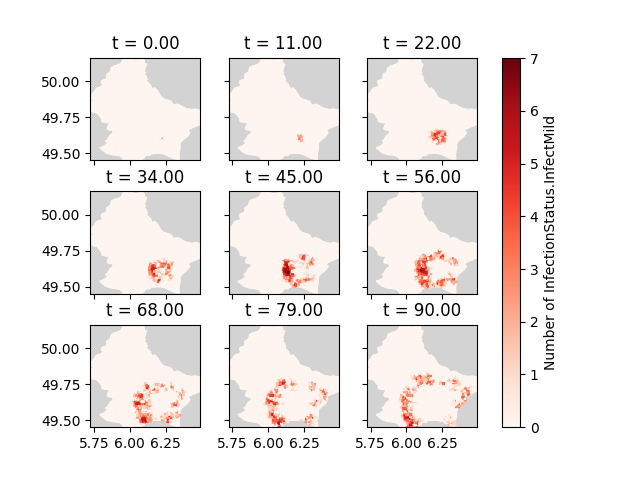 t = 0.00
t = 11.00
t = 22.00
50.00
49.75
49.50
t = 34.00
t = 45.00
t = 56.00
50.00
49.75
49.50
t = 68.00
t = 79.00
t = 90.00
50.00
49.75
49.50
5.75 6.00 6.25
5.75 6.00 6.25
5.75 6.00 6.25
7
6
5
4
3
2
1
0
Number of InfectionStatus.InfectMild